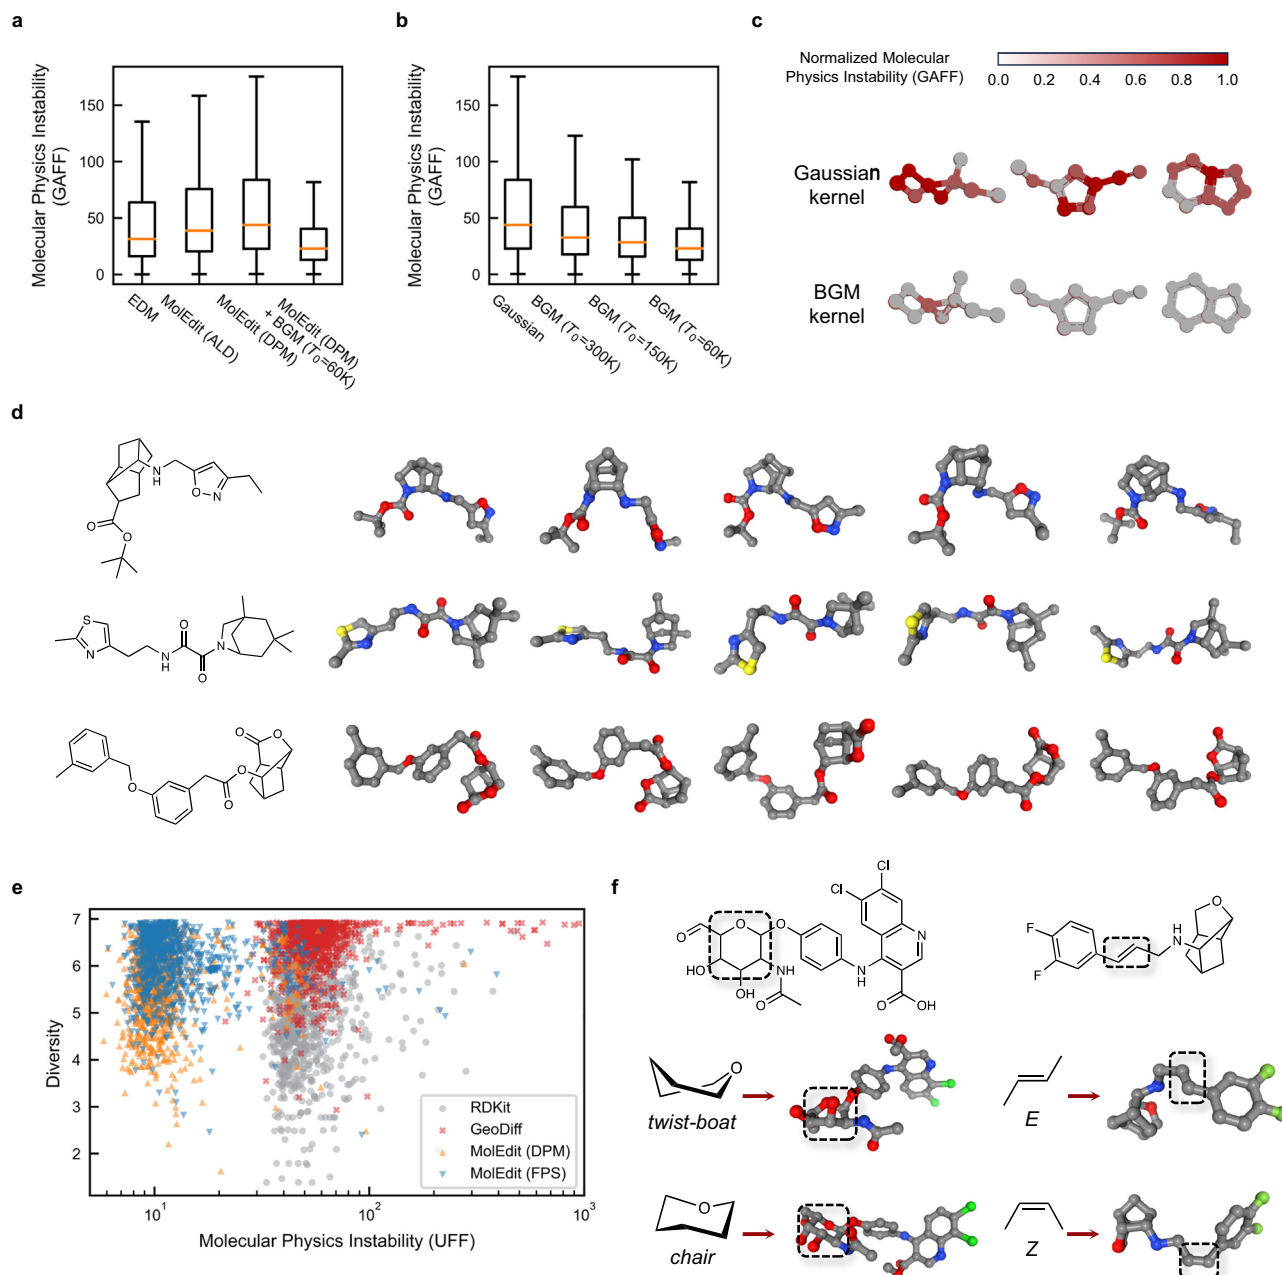 a
Molecular Physics Instability
(GAFF)
150
100
50
0
EDM
MolEdit (ALD)
MolEdit (DPM)
MolEdit (DPM)
+ BGM (T₀=60K)
b
Molecular Physics Instability
(GAFF)
150
100
50
0
Gaussian
BGM (T₀=300K)
BGM (T₀=150K)
BGM (T₀=60K)
c
Normalized Molecular
Physics Instability (GAFF)
0.0 0.2 0.4 0.6 0.8 1.0
Gaussian
kernel
BGM
kernel
d
N
H
O
N
O
O
S
N
N
H
O
O
N
O
O
O
O
O
e
Diversity
7
6
5
4
3
2
RDKit
GeoDiff
MolEdit (DPM)
MolEdit (FPS)
10¹ 10² 10³
Molecular Physics Instability (UFF)
f
Cl
Cl
O
O
O
HO
OH
NH
O
N
H
N
O
OH
F
F
H
N
O
O
twist-boat
E
O
chair
Z